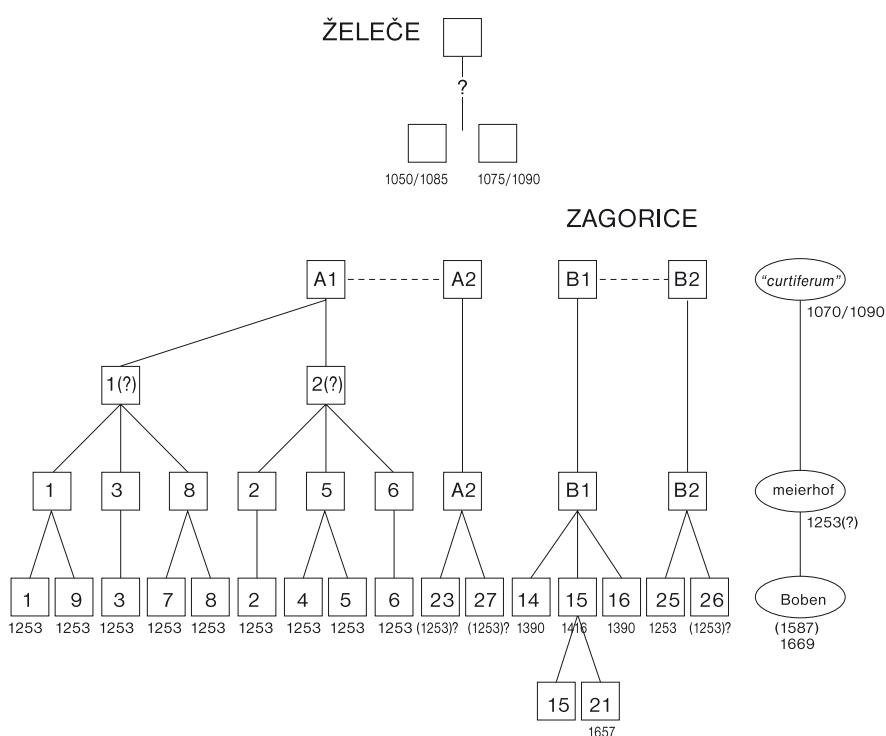 ŽELEČE
?
1050/1085 1075/1090
ZAGORICE
A1 A2 B1 B2 “curtiferum”
1070/1090
1(?) 2(?)
1 3 8 2 5 6 A2 B1 B2 meierhof
1253(?)
1 9 3 7 8 2 4 5 6 23 27 14 15 16 25 26 Boben
1253 1253 1253 1253 1253 1253 1253 1253 1253 (1253)? (1253)? 1390 1416 1390 1253 (1253)? (1587)
1669
15 21
1657